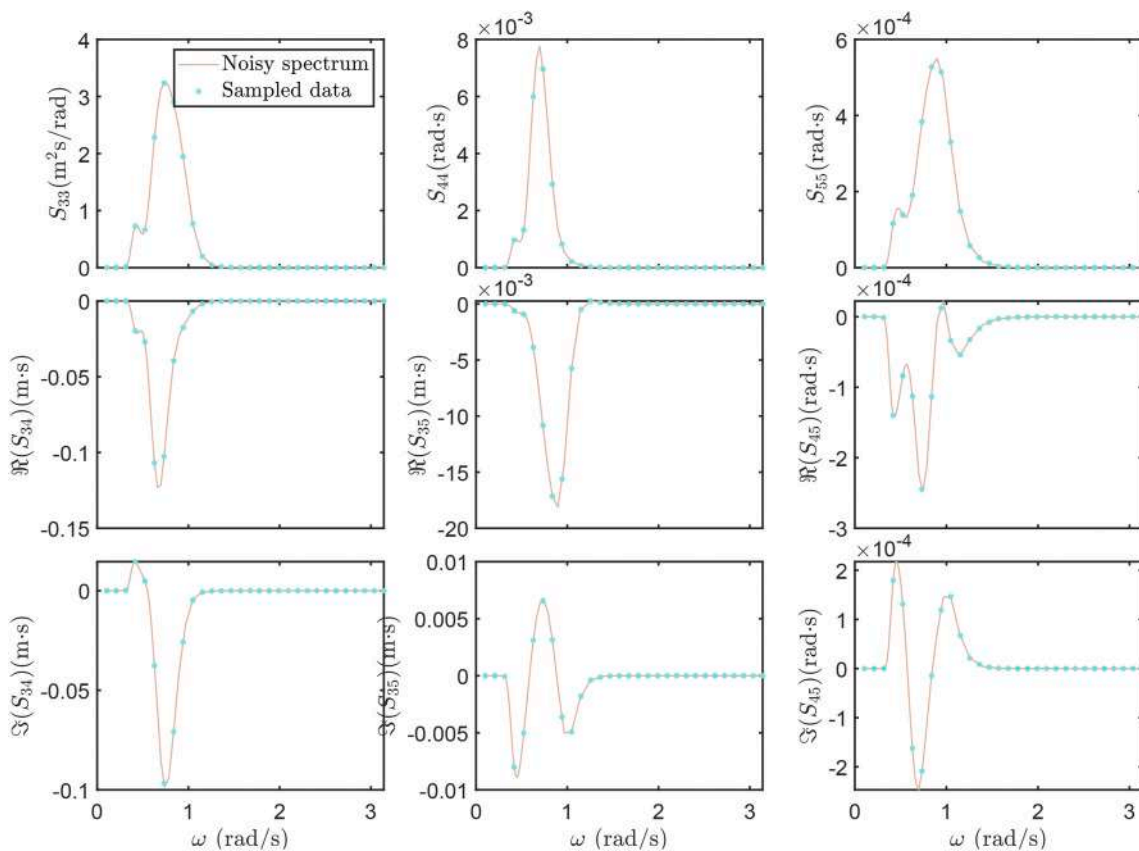 ×10⁻³
×10⁻⁴
4
3
2
1
0
S₃₃(m²s/rad)
Noisy spectrum
Sampled data
8
6
4
2
0
S₄₄(rad·s)
6
4
2
0
S₅₅(rad·s)
×10⁻³
×10⁻⁴
0
-0.05
-0.1
-0.15
ℜ(S₃₄)(m·s)
0
-5
-10
-15
-20
ℜ(S₃₅)(m·s)
0
-1
-2
-3
ℜ(S₄₅)(rad·s)
×10⁻⁴
0
-0.05
-0.1
ℑ(S₃₄)(m·s)
0.01
0.005
0
-0.005
-0.01
ℑ(S₃₅)(m·s)
2
1
0
-1
-2
ℑ(S₄₅)(rad·s)
0 1 2 3
0 1 2 3
0 1 2 3
ω (rad/s)
ω (rad/s)
ω (rad/s)